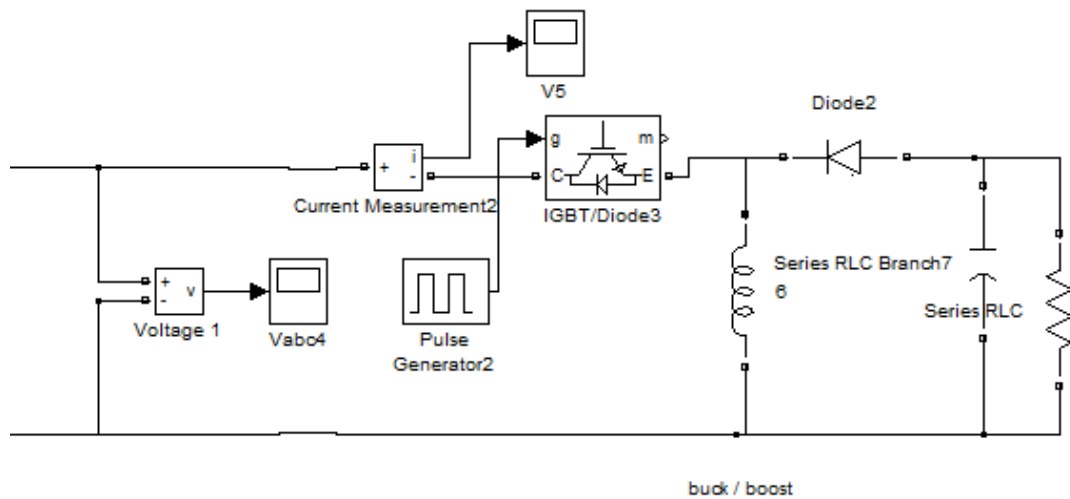 V5
Diode2
g
m
i
+
-
C
E
Current Measurement2
IGBT/Diode3
+
-
v
Voltage 1
Vabc4
Pulse
Generator2
Series RLC Branch7
6
Series RLC
buck / boost